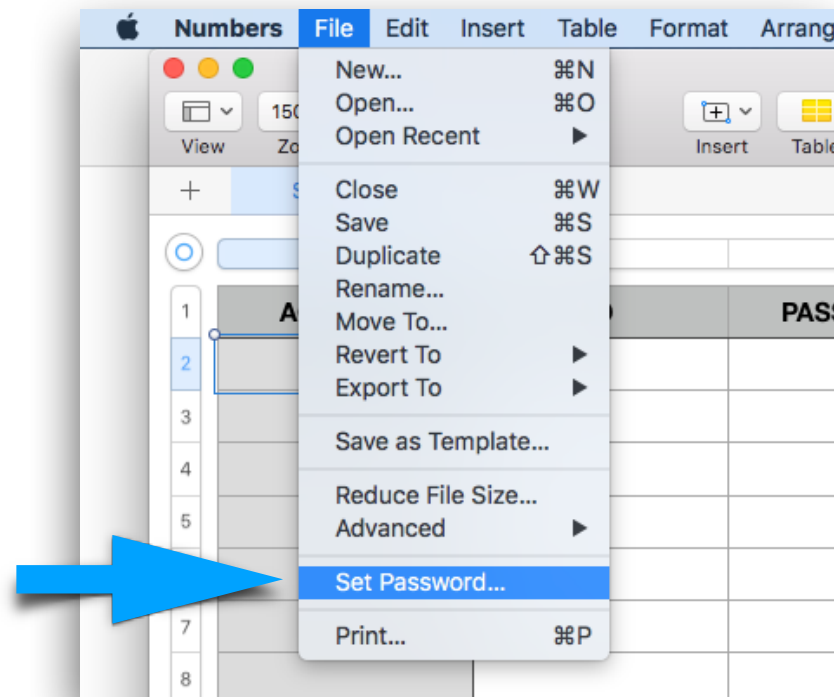 Numbers File Edit Insert Table Format Arrang
New... ⌘N
Open... ⌘O
Open Recent ▶
View
150
Zo
Insert
Table
Close ⌘W
Save ⌘S
Duplicate ⇧⌘S
Rename...
Move To...
Revert To ▶
Export To ▶
Save as Template...
Reduce File Size...
Advanced ▶
Set Password...
Print... ⌘P
1 A PASS
2
3
4
5
7
8